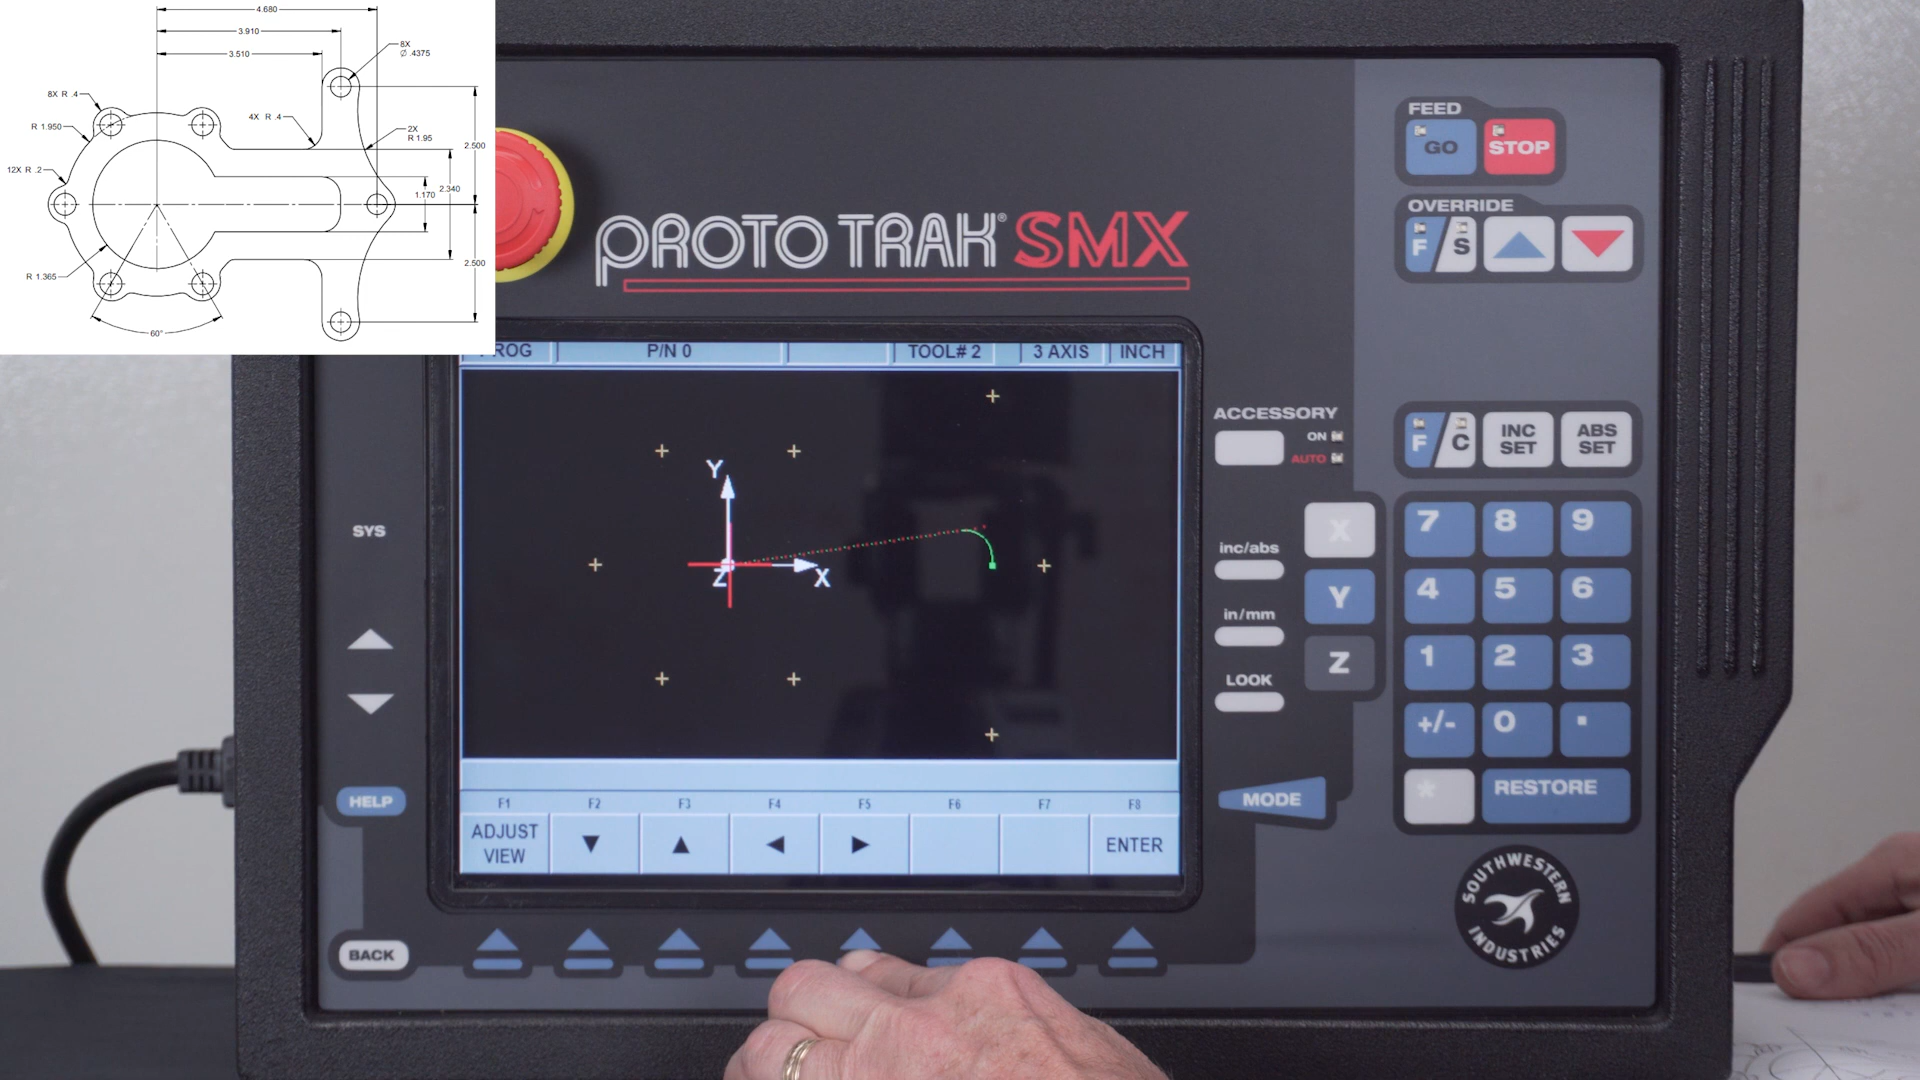 4.680
3.910
3.510
8X
Ø .4375
8X R .4
R 1.950
4X R .4
2X
R 1.95
12X R .2
2.500
1.170
2.340
2.500
R 1.365
60°
PROTO TRAK® SMX
FEED
GO
STOP
OVERRIDE
F S
PROG
P/N 0
TOOL# 2
3 AXIS
INCH
Y
Z
X
F1
F2
F3
F4
F5
F6
F7
F8
ADJUST
VIEW
ENTER
SYS
HELP
BACK
ACCESSORY
ON
AUTO
F C
INC
SET
ABS
SET
inc/abs
in/mm
LOOK
X
Y
Z
7
8
9
4
5
6
1
2
3
+/-
0
.
*
RESTORE
MODE
SOUTHWESTERN
INDUSTRIES